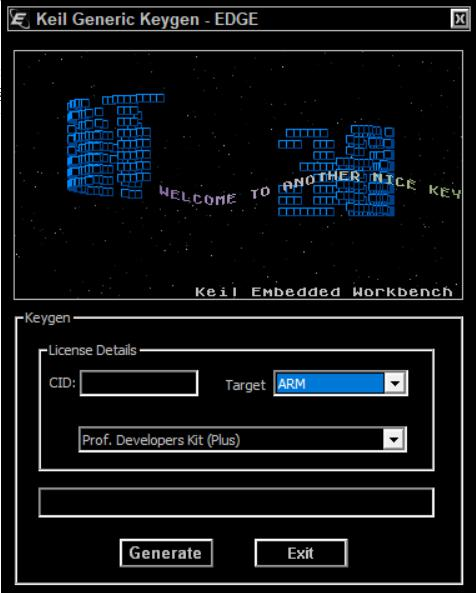 Keil Generic Keygen - EDGE
WELCOME TO ANOTHER NICE KEY
Keil Embedded Workbench
Keygen
License Details
CID:
Target
ARM
Prof. Developers Kit (Plus)
Generate
Exit